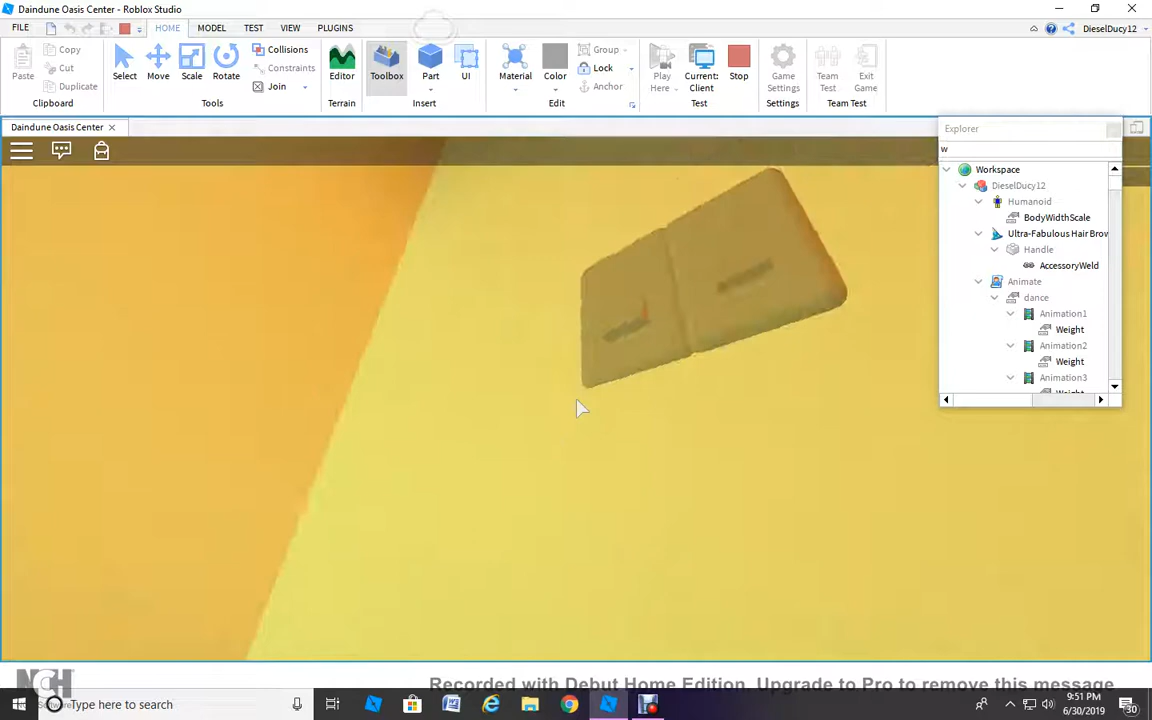 Daindune Oasis Center - Roblox Studio
FILE HOME MODEL TEST VIEW PLUGINS DieselDucy12
Paste Copy Cut Duplicate Select Move Scale Rotate Collisions Constraints Join Editor Toolbox Part UI Material Color Group Lock Anchor Play Here Current: Client Stop Game Settings Team Test Exit Game
Clipboard Tools Terrain Insert Edit Test Settings Team Test
Daindune Oasis Center
Explorer
w
Workspace
DieselDucy12
Humanoid
BodyWidthScale
Ultra-Fabulous Hair Brow
Handle
AccessoryWeld
Animate
dance
Animation1
Weight
Animation2
Weight
Animation3
Weight
NCH
Recorded with Debut Home Edition. Upgrade to Pro to remove this message
Type here to search
9:51 PM
6/30/2019
30